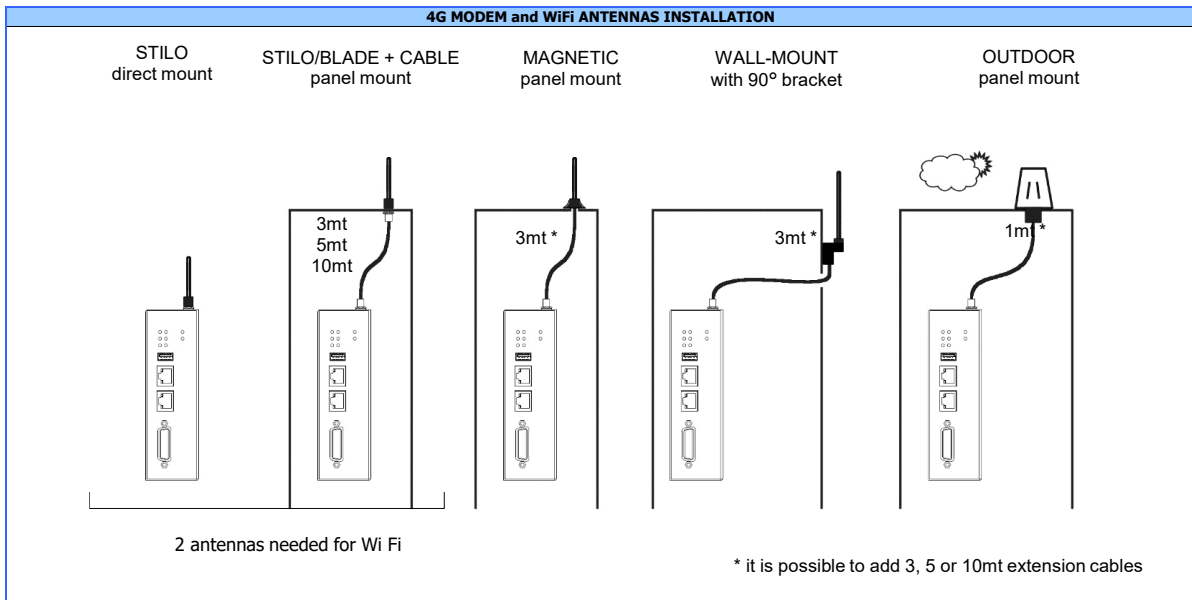 4G MODEM and WiFi ANTENNAS INSTALLATION
STILO
direct mount
STILO/BLADE + CABLE
panel mount
MAGNETIC
panel mount
WALL-MOUNT
with 90° bracket
OUTDOOR
panel mount
3mt
5mt
10mt
3mt *
3mt *
1mt *
2 antennas needed for Wi Fi
* it is possible to add 3, 5 or 10mt extension cables